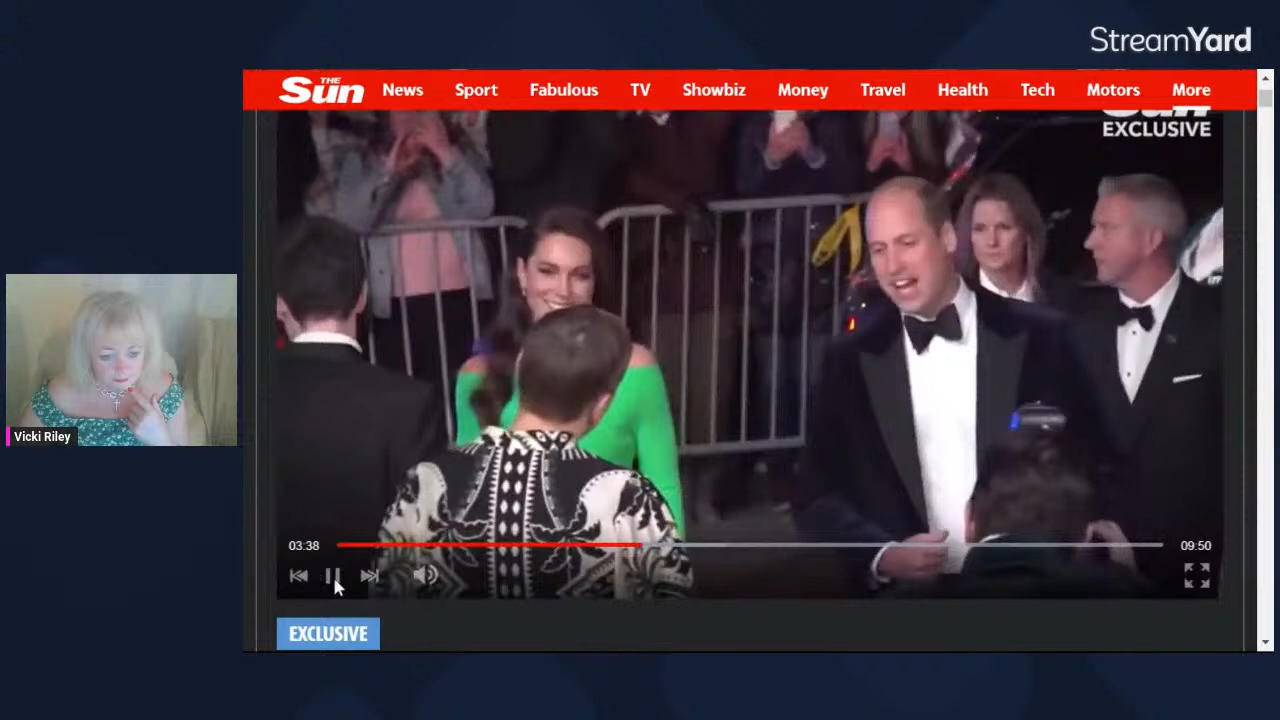 StreamYard
THE Sun News Sport Fabulous TV Showbiz Money Travel Health Tech Motors More
EXCLUSIVE
Vicki Riley
03:38 09:50
EXCLUSIVE